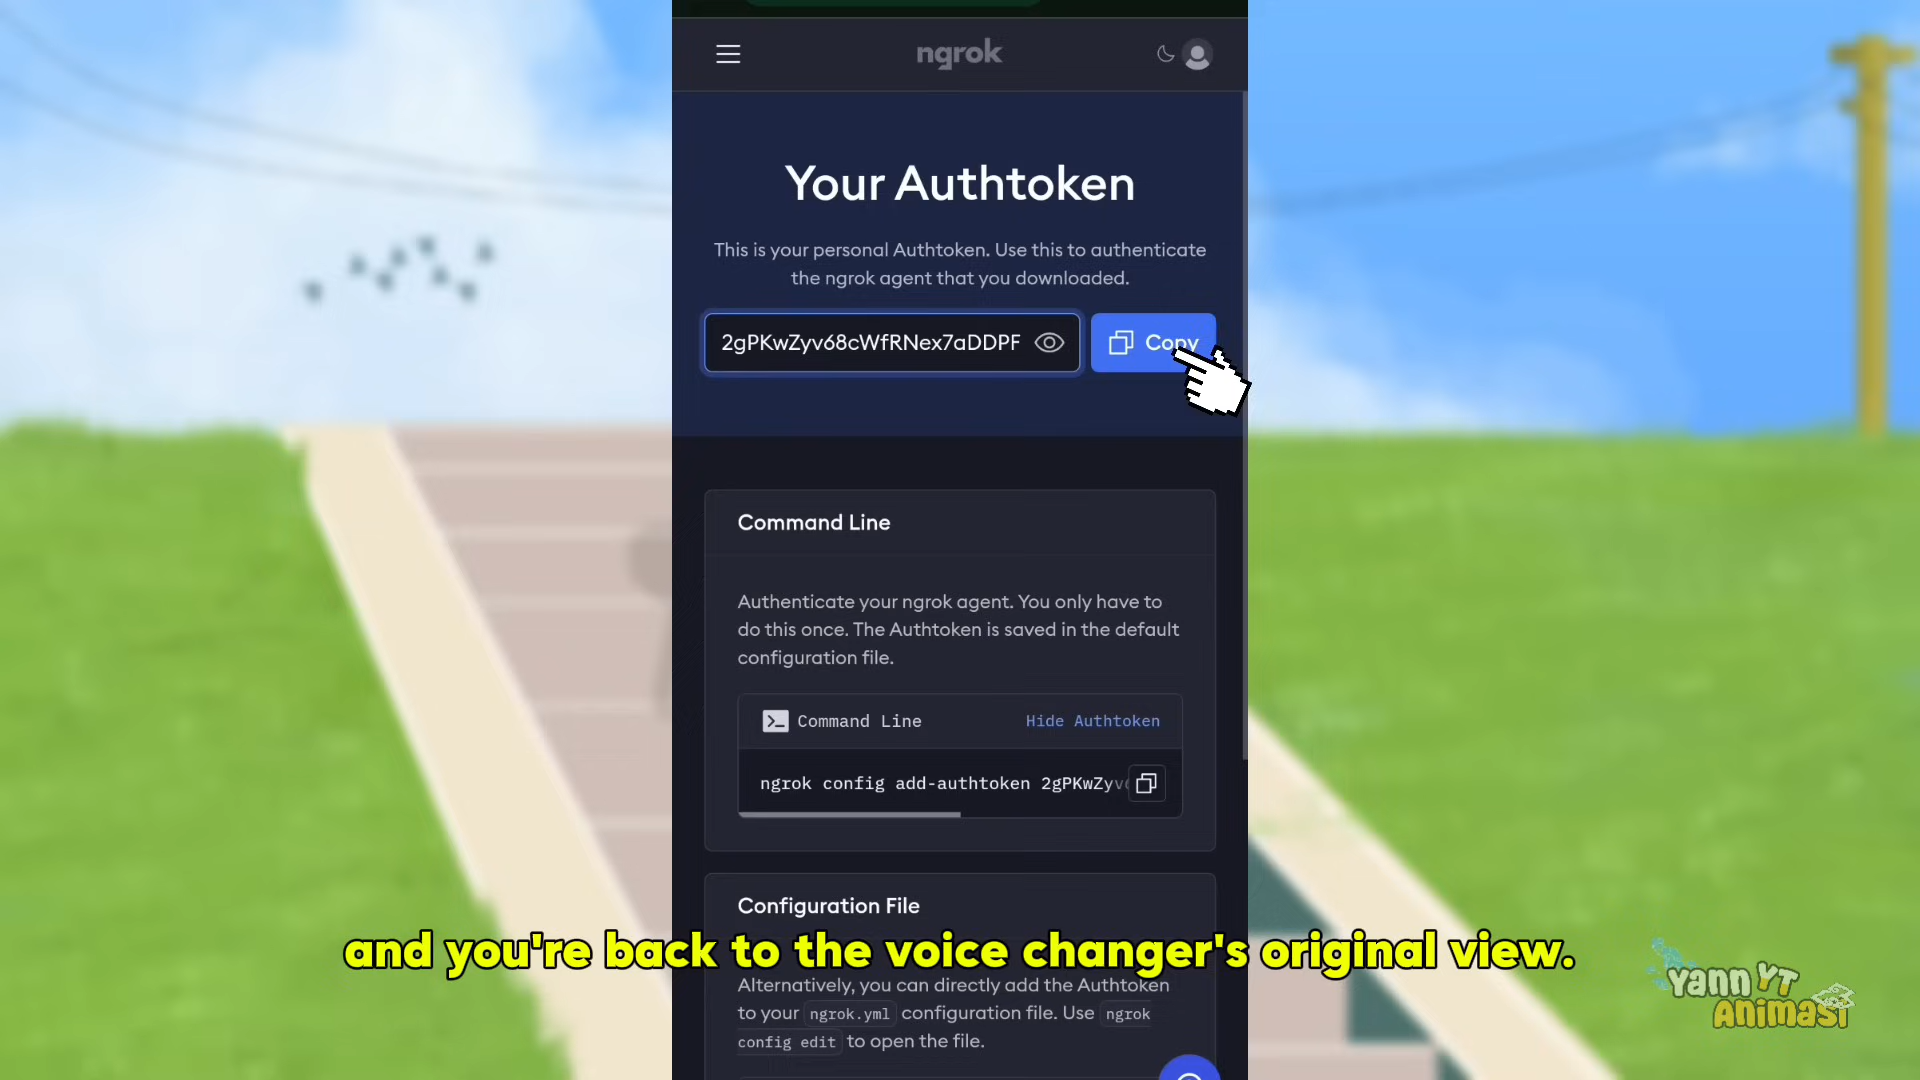 ngrok
Your Authtoken
This is your personal Authtoken. Use this to authenticate
the ngrok agent that you downloaded.
2gPKwZyv68cWfRNex7aDDPF
Copy
Command Line
Authenticate your ngrok agent. You only have to
do this once. The Authtoken is saved in the default
configuration file.
Command Line Hide Authtoken
ngrok config add-authtoken 2gPKwZyv
Configuration File
and you're back to the voice changer's original view.
Alternatively, you can directly add the Authtoken
to your ngrok.yml configuration file. Use ngrok
config edit to open the file.
Yann YT
Animasi